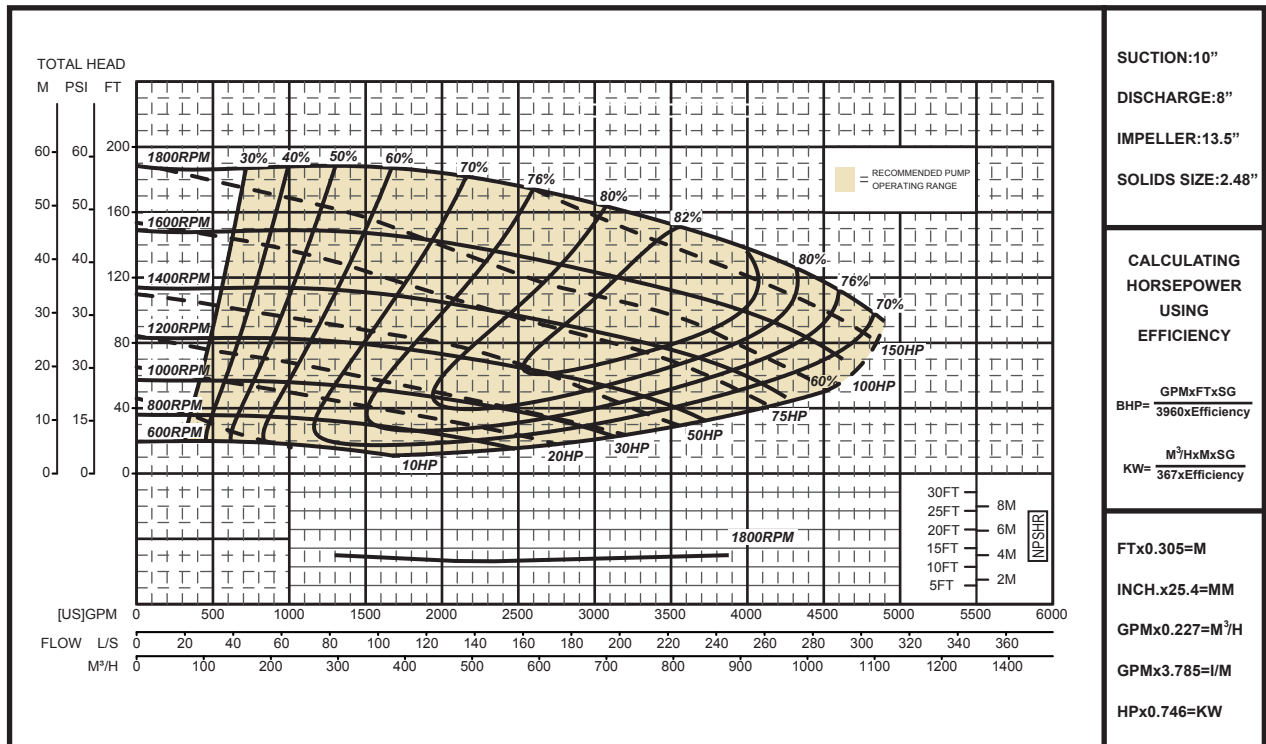 TOTAL HEAD
M PSI FT
200
160
120
80
40
0
60
50
40
30
20
10
0
60
50
40
30
30
15
0
1800RPM
1600RPM
1400RPM
1200RPM
1000RPM
800RPM
600RPM
30% 40% 50% 60% 70% 76% 80% 82% 80% 76% 70% 60%
150HP
100HP
75HP
50HP
30HP
20HP
10HP
= RECOMMENDED PUMP
OPERATING RANGE
1800RPM
30FT
25FT
20FT
15FT
10FT
5FT
8M
6M
4M
2M
NPSHR
[US]GPM 0 500 1000 1500 2000 2500 3000 3500 4000 4500 5000 5500 6000
FLOW L/S 0 20 40 60 80 100 120 140 160 180 200 220 240 260 280 300 320 340 360
M³/H 0 100 200 300 400 500 600 700 800 900 1000 1100 1200 1400
SUCTION:10”
DISCHARGE:8”
IMPELLER:13.5”
SOLIDS SIZE:2.48”
CALCULATING
HORSEPOWER
USING
EFFICIENCY
BHP= GPMxFTxSG
3960xEfficiency
KW= M³/HxMxSG
367xEfficiency
FTx0.305=M
INCH.x25.4=MM
GPMx0.227=M³/H
GPMx3.785=l/M
HPx0.746=KW